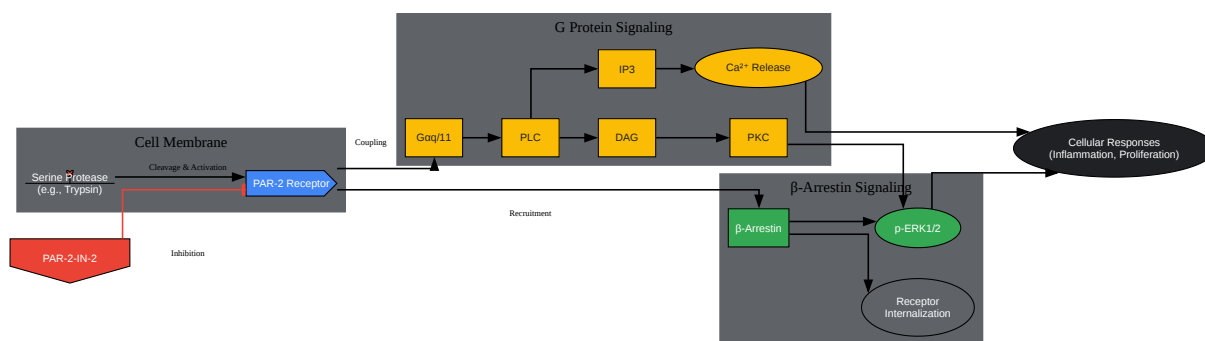 G Protein Signaling
IP3
Ca²⁺ Release
Gαq/11
PLC
DAG
PKC
Coupling
Cell Membrane
Cleavage & Activation
Serine Protease
(e.g., Trypsin)
PAR-2 Receptor
Cellular Responses
(Inflammation, Proliferation)
β-Arrestin Signaling
Recruitment
β-Arrestin
p-ERK1/2
PAR-2-IN-2
Inhibition
Receptor
Internalization